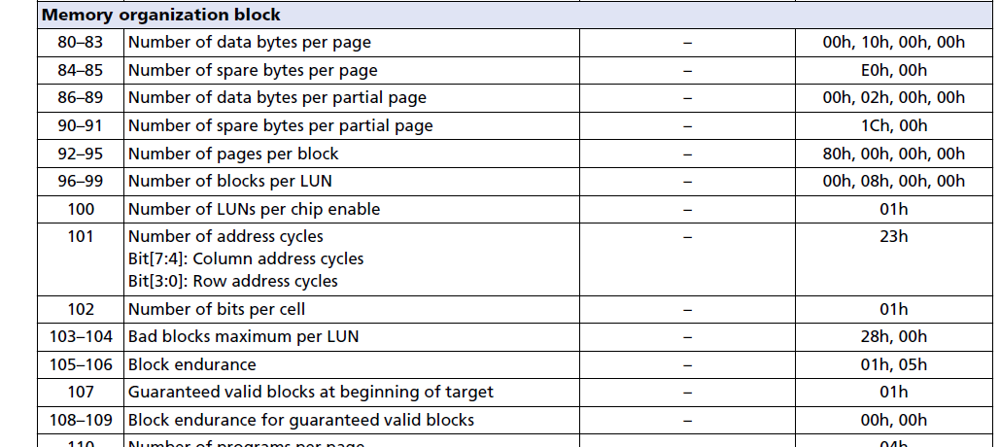 Memory organization block
80–83 Number of data bytes per page – 00h, 10h, 00h, 00h
84–85 Number of spare bytes per page – E0h, 00h
86–89 Number of data bytes per partial page – 00h, 02h, 00h, 00h
90–91 Number of spare bytes per partial page – 1Ch, 00h
92–95 Number of pages per block – 80h, 00h, 00h, 00h
96–99 Number of blocks per LUN – 00h, 08h, 00h, 00h
100 Number of LUNs per chip enable – 01h
101 Number of address cycles – 23h
Bit[7:4]: Column address cycles
Bit[3:0]: Row address cycles
102 Number of bits per cell – 01h
103–104 Bad blocks maximum per LUN – 28h, 00h
105–106 Block endurance – 01h, 05h
107 Guaranteed valid blocks at beginning of target – 01h
108–109 Block endurance for guaranteed valid blocks – 00h, 00h
110 Number of programs per page – 04h